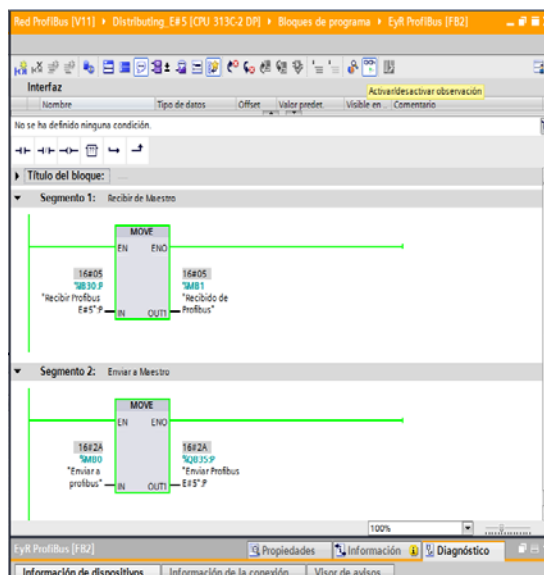 Red ProfiBus [V11] ▸ Distributing_E#5 [CPU 313C-2 DP] ▸ Bloques de programa ▸ EyR ProfiBus [FB2]
Activar/desactivar observación
Interfaz
Nombre Tipo de datos Offset Valor predet. Visible en .. Comentario
No se ha definido ninguna condición.
Título del bloque: ....
Segmento 1: Recibir de Maestro
MOVE
EN ENO
16#05 16#05
%IB30:P %MB1
"Recibir Profibus "Recibido de
E#5":P IN OUT1 Profibus"
Segmento 2: Enviar a Maestro
MOVE
EN ENO
16#2A 16#2A
%MB0 %QB35:P
"Enviar a "Enviar Profibus
profibus" IN OUT1 E#5":P
100%
EyR ProfiBus [FB2] Propiedades Información Diagnóstico
Información de dispositivos Información de la conexión Visor de avisos